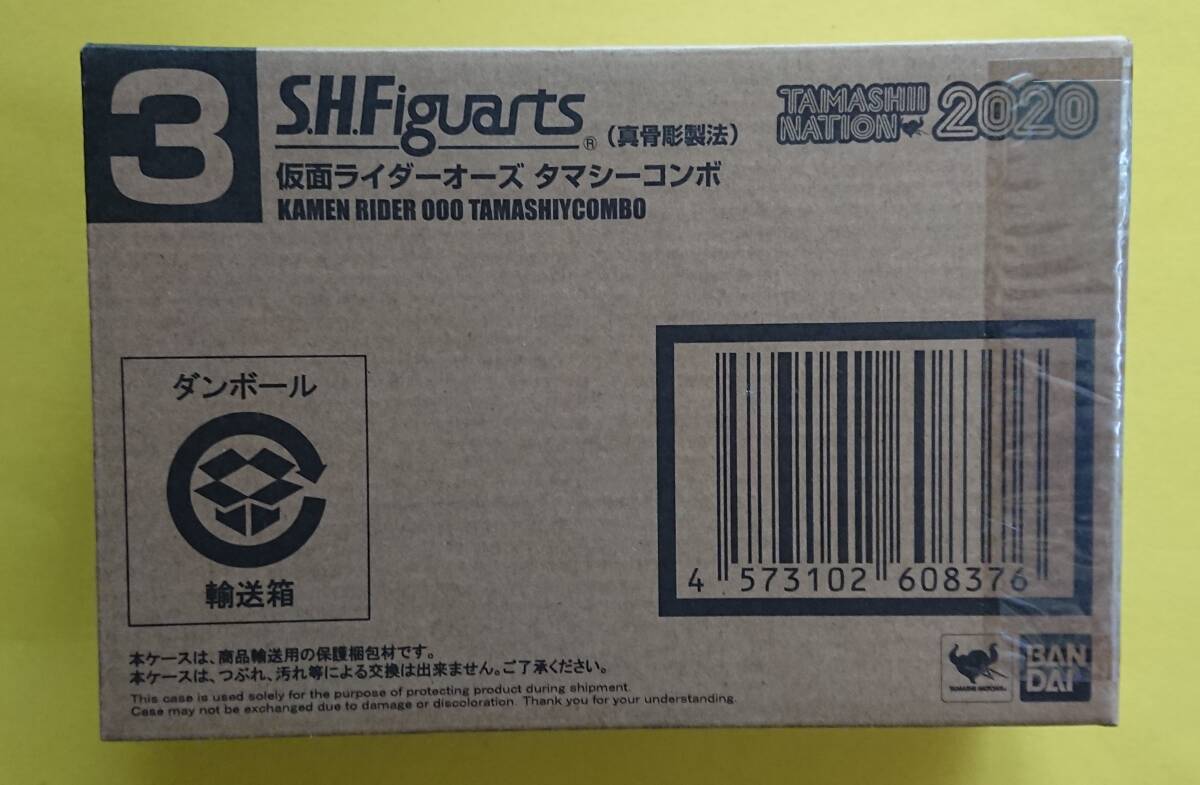 3
S.H.Figuarts® (真骨彫製法)
TAMASHIII NATION 2020
仮面ライダーオーズ タマシーコンボ
KAMEN RIDER OOO TAMASHIYCOMBO
ダンボール
輸送箱
4 573102 608376
本ケースは、商品輸送用の保護梱包材です。
本ケースは、つぶれ、汚れ等による交換は出来ません。ご了承ください。
This case is used solely for the purpose of protecting product during shipment.
Case may not be exchanged due to damage or discoloration. Thank you for your understanding.
TAMASHII NATIONS
BAN
DAI